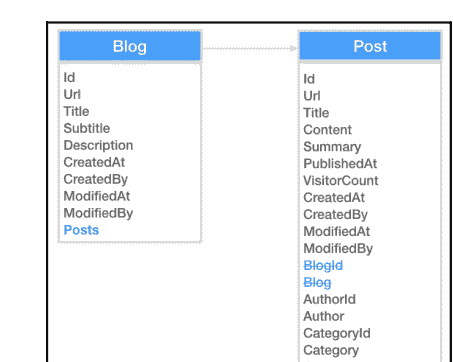 Blog
Id
Url
Title
Subtitle
Description
CreatedAt
CreatedBy
ModifiedAt
ModifiedBy
Posts
Post
Id
Url
Title
Content
Summary
PublishedAt
VisitorCount
CreatedAt
CreatedBy
ModifiedAt
ModifiedBy
BlogId
Blog
AuthorId
Author
CategoryId
Category